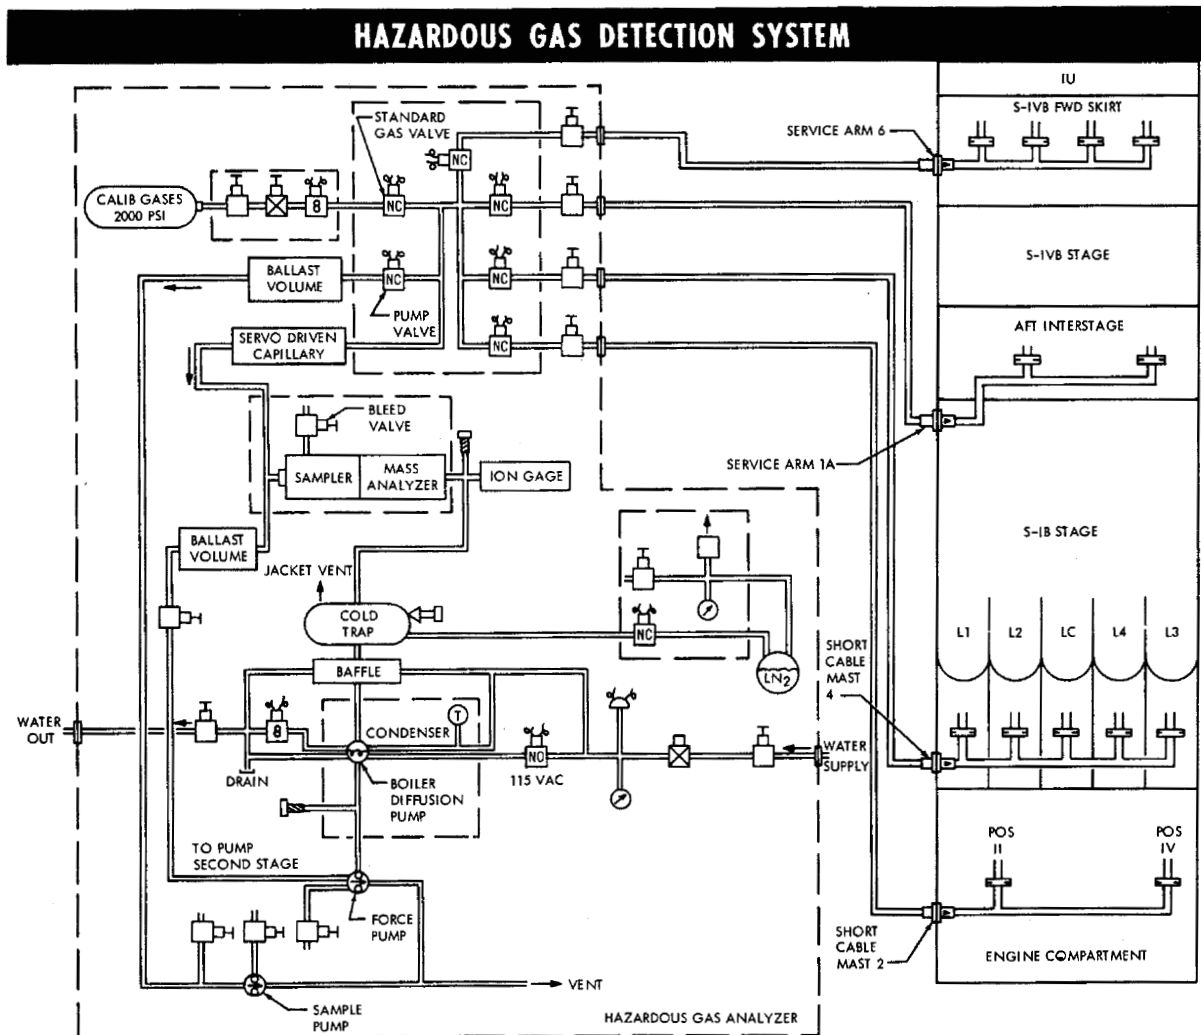 HAZARDOUS GAS DETECTION SYSTEM
IU
S-IVB FWD SKIRT
STANDARD
GAS VALVE
SERVICE ARM 6
NC
CALIB GASES
2000 PSI
8
NC
NC
S-IVB STAGE
BALLAST
VOLUME
NC
NC
PUMP
VALVE
AFT INTERSTAGE
SERVO DRIVEN
CAPILLARY
NC
BLEED
VALVE
SERVICE ARM 1A
SAMPLER
MASS
ANALYZER
ION GAGE
S-IB STAGE
BALLAST
VOLUME
JACKET VENT
COLD
TRAP
NC
L1
L2
LC
L4
L3
SHORT
CABLE
MAST
4
BAFFLE
LN2
WATER
OUT
8
CONDENSER
T
WATER
SUPPLY
DRAIN
NO
115 VAC
BOILER
DIFFUSION
PUMP
TO PUMP
SECOND STAGE
POS
II
POS
IV
FORCE
PUMP
SHORT
CABLE
MAST 2
ENGINE COMPARTMENT
VENT
SAMPLE
PUMP
HAZARDOUS GAS ANALYZER